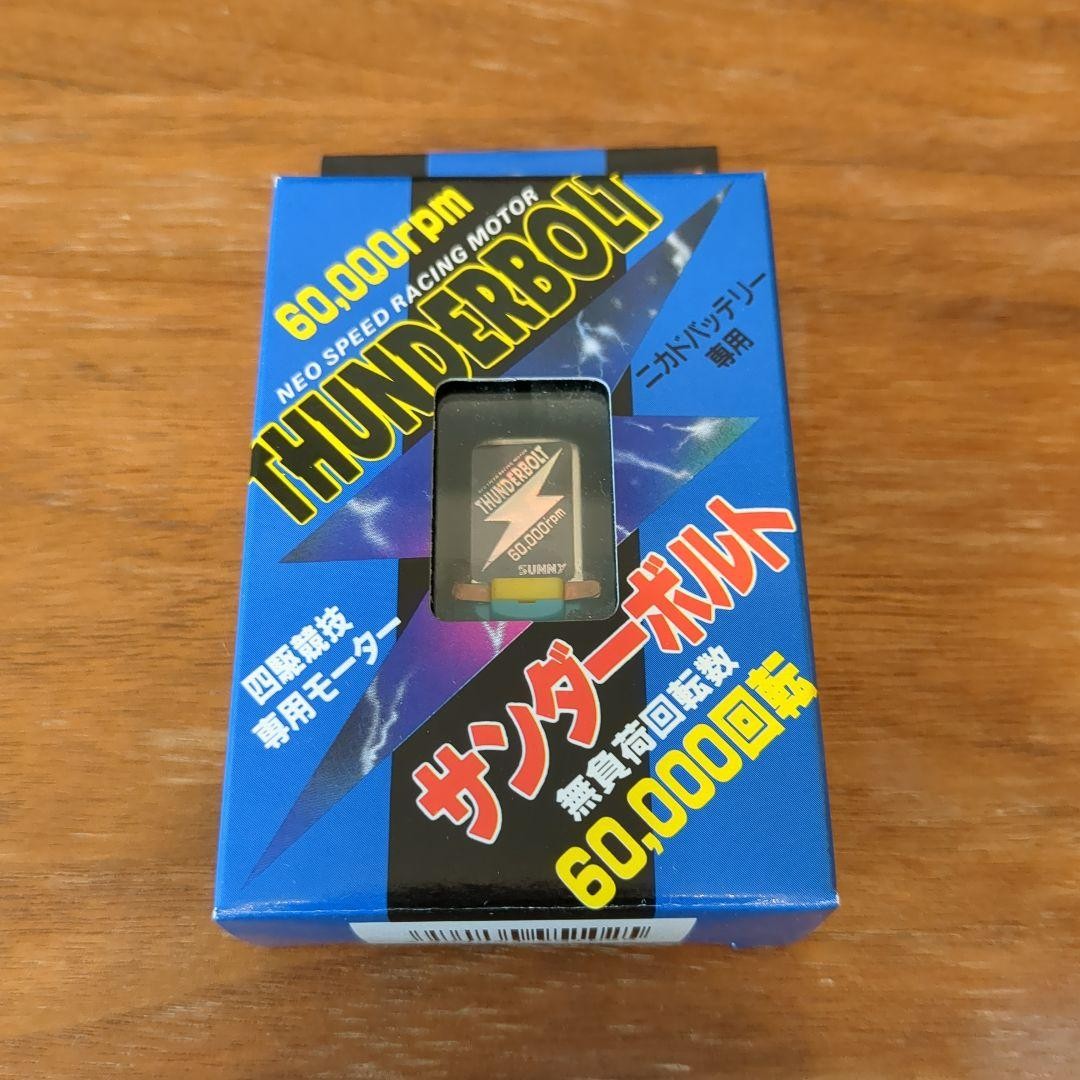 60,000rpm
NEO SPEED RACING MOTOR
THUNDERBOLT
ニカドバッテリー
専用
THUNDERBOLT
60,000rpm
SUNNY
四駆競技
専用モーター
サンダーボルト
無負荷回転数
60,000回転